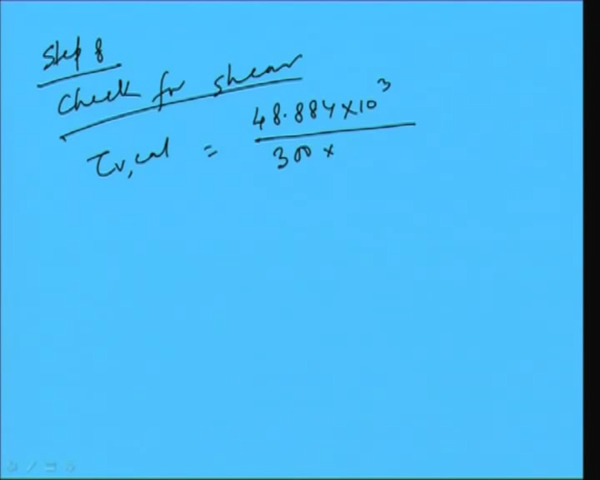 Step 8
Check for shear
τv,cal = 48.884×10³
300 ×